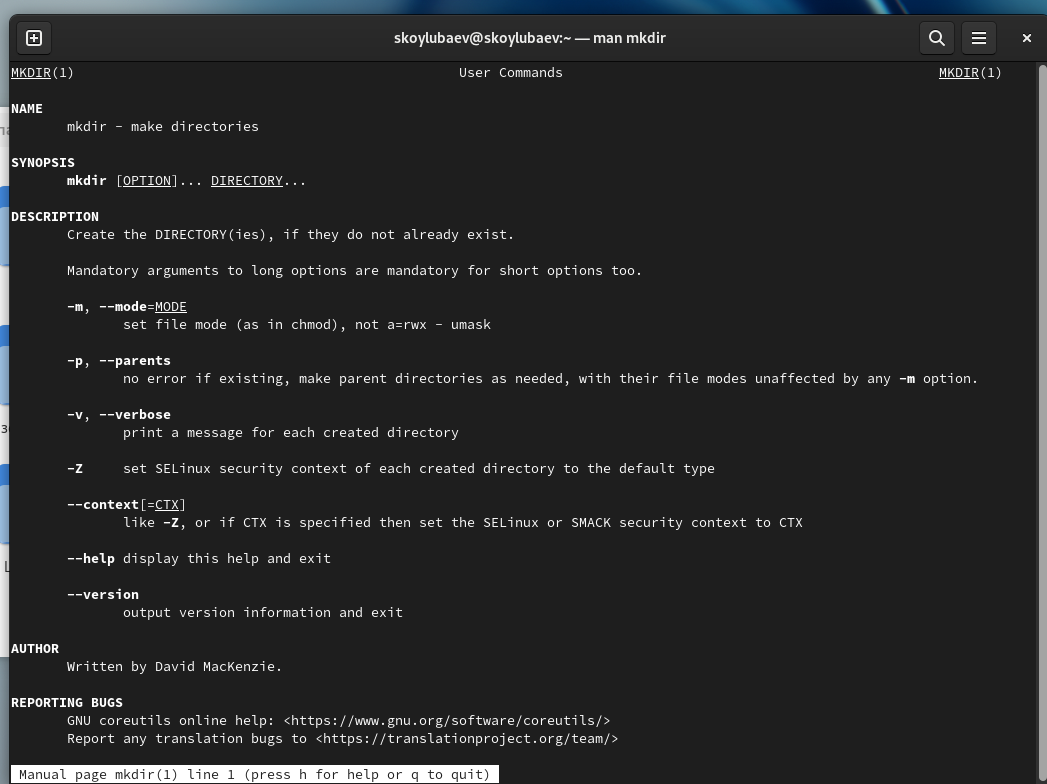 skoylubaev@skoylubaev:~ — man mkdir
MKDIR(1) User Commands MKDIR(1)
NAME
mkdir - make directories
SYNOPSIS
mkdir [OPTION]... DIRECTORY...
DESCRIPTION
Create the DIRECTORY(ies), if they do not already exist.
Mandatory arguments to long options are mandatory for short options too.
-m, --mode=MODE
set file mode (as in chmod), not a=rwx - umask
-p, --parents
no error if existing, make parent directories as needed, with their file modes unaffected by any -m option.
-v, --verbose
print a message for each created directory
-Z set SELinux security context of each created directory to the default type
--context[=CTX]
like -Z, or if CTX is specified then set the SELinux or SMACK security context to CTX
--help display this help and exit
--version
output version information and exit
AUTHOR
Written by David MacKenzie.
REPORTING BUGS
GNU coreutils online help: <https://www.gnu.org/software/coreutils/>
Report any translation bugs to <https://translationproject.org/team/>
Manual page mkdir(1) line 1 (press h for help or q to quit)